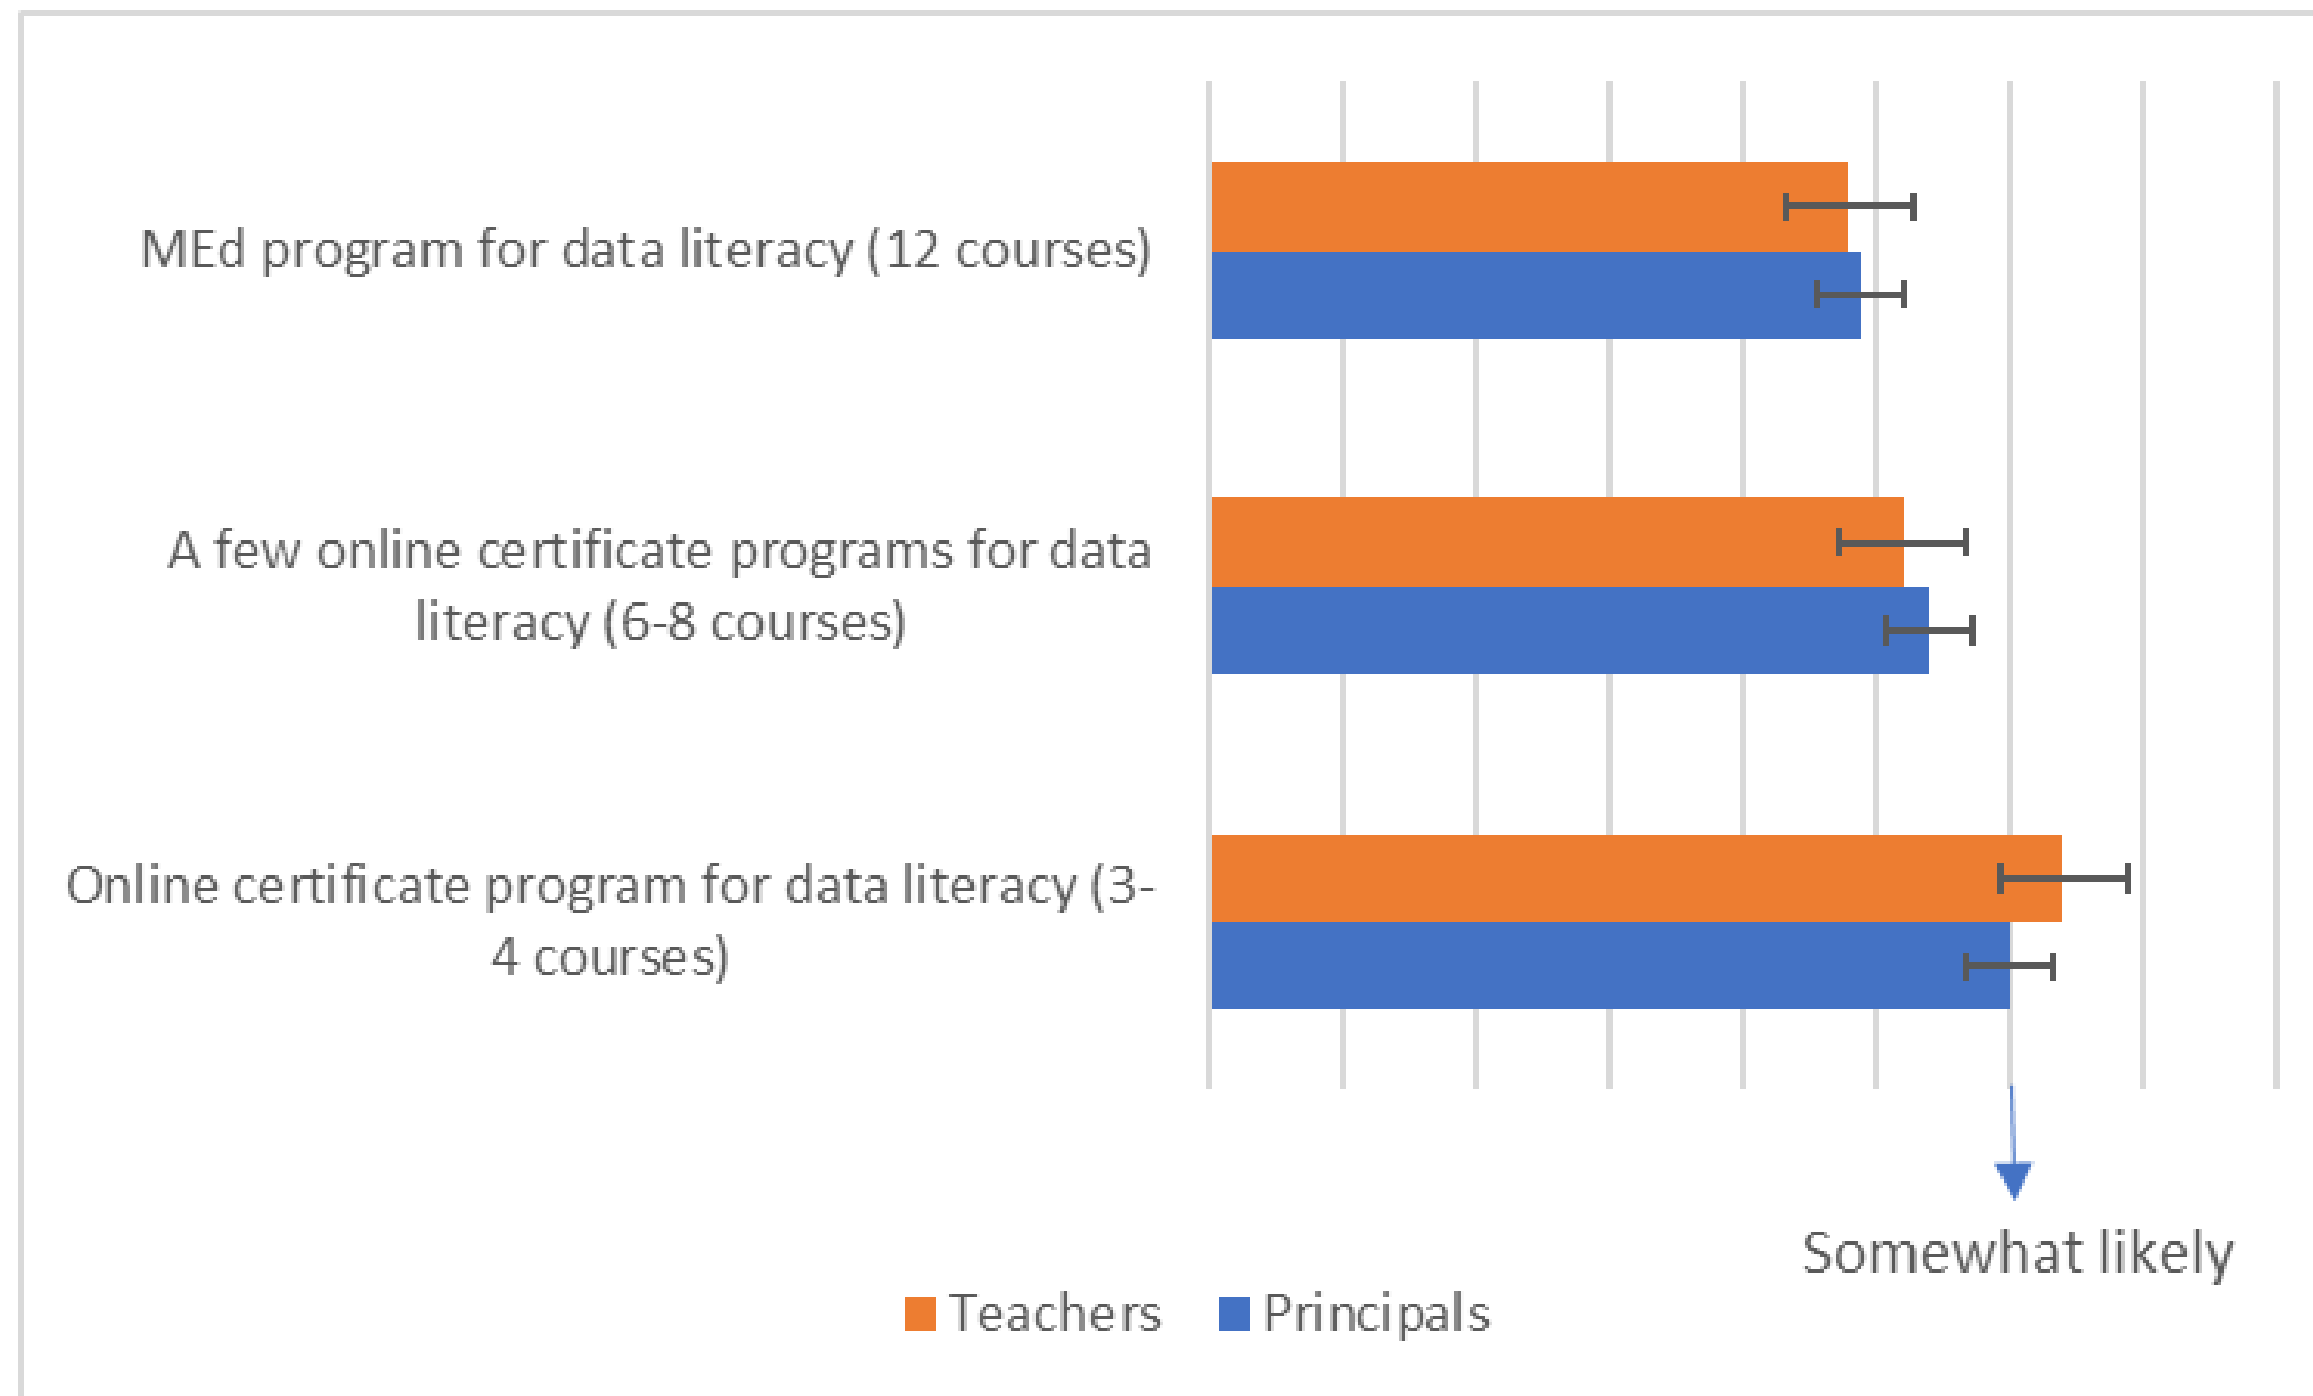 MEd program for data literacy (12 courses)
A few online certificate programs for data
literacy (6-8 courses)
Online certificate program for data literacy (3-
4 courses)
Somewhat likely
Teachers
Principals